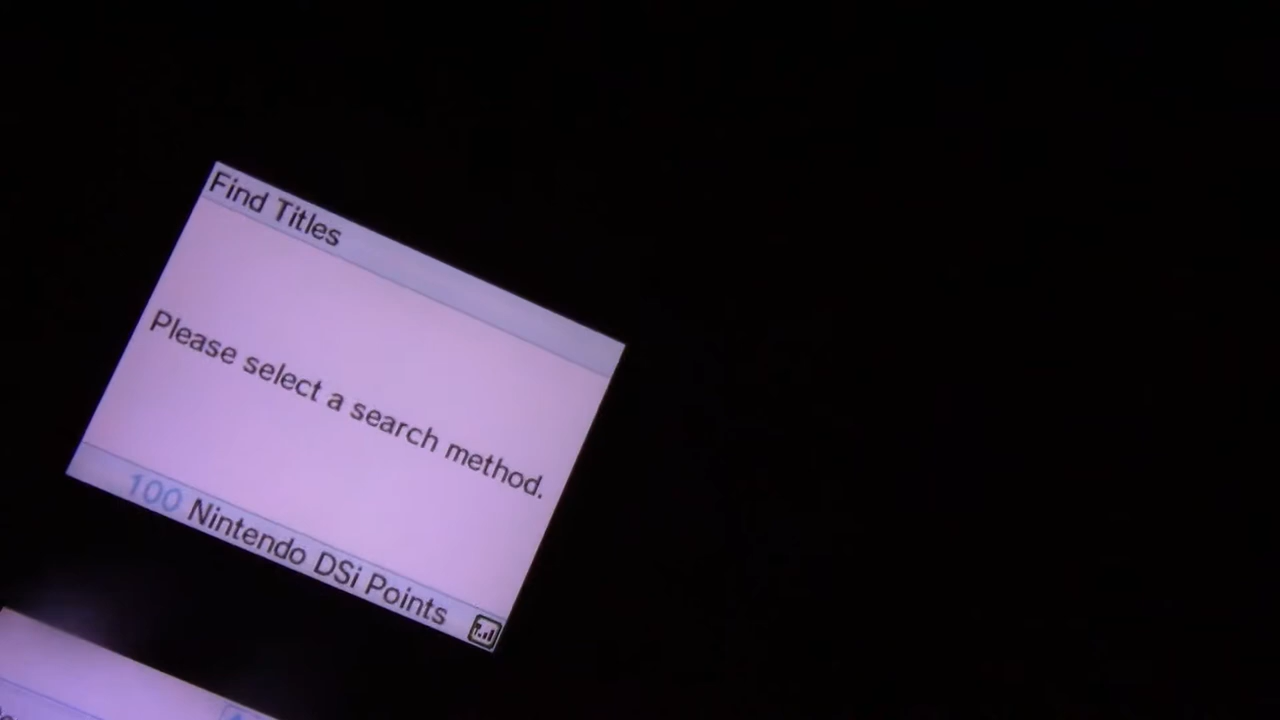 Find Titles
Please select a search method.
100 Nintendo DSi Points